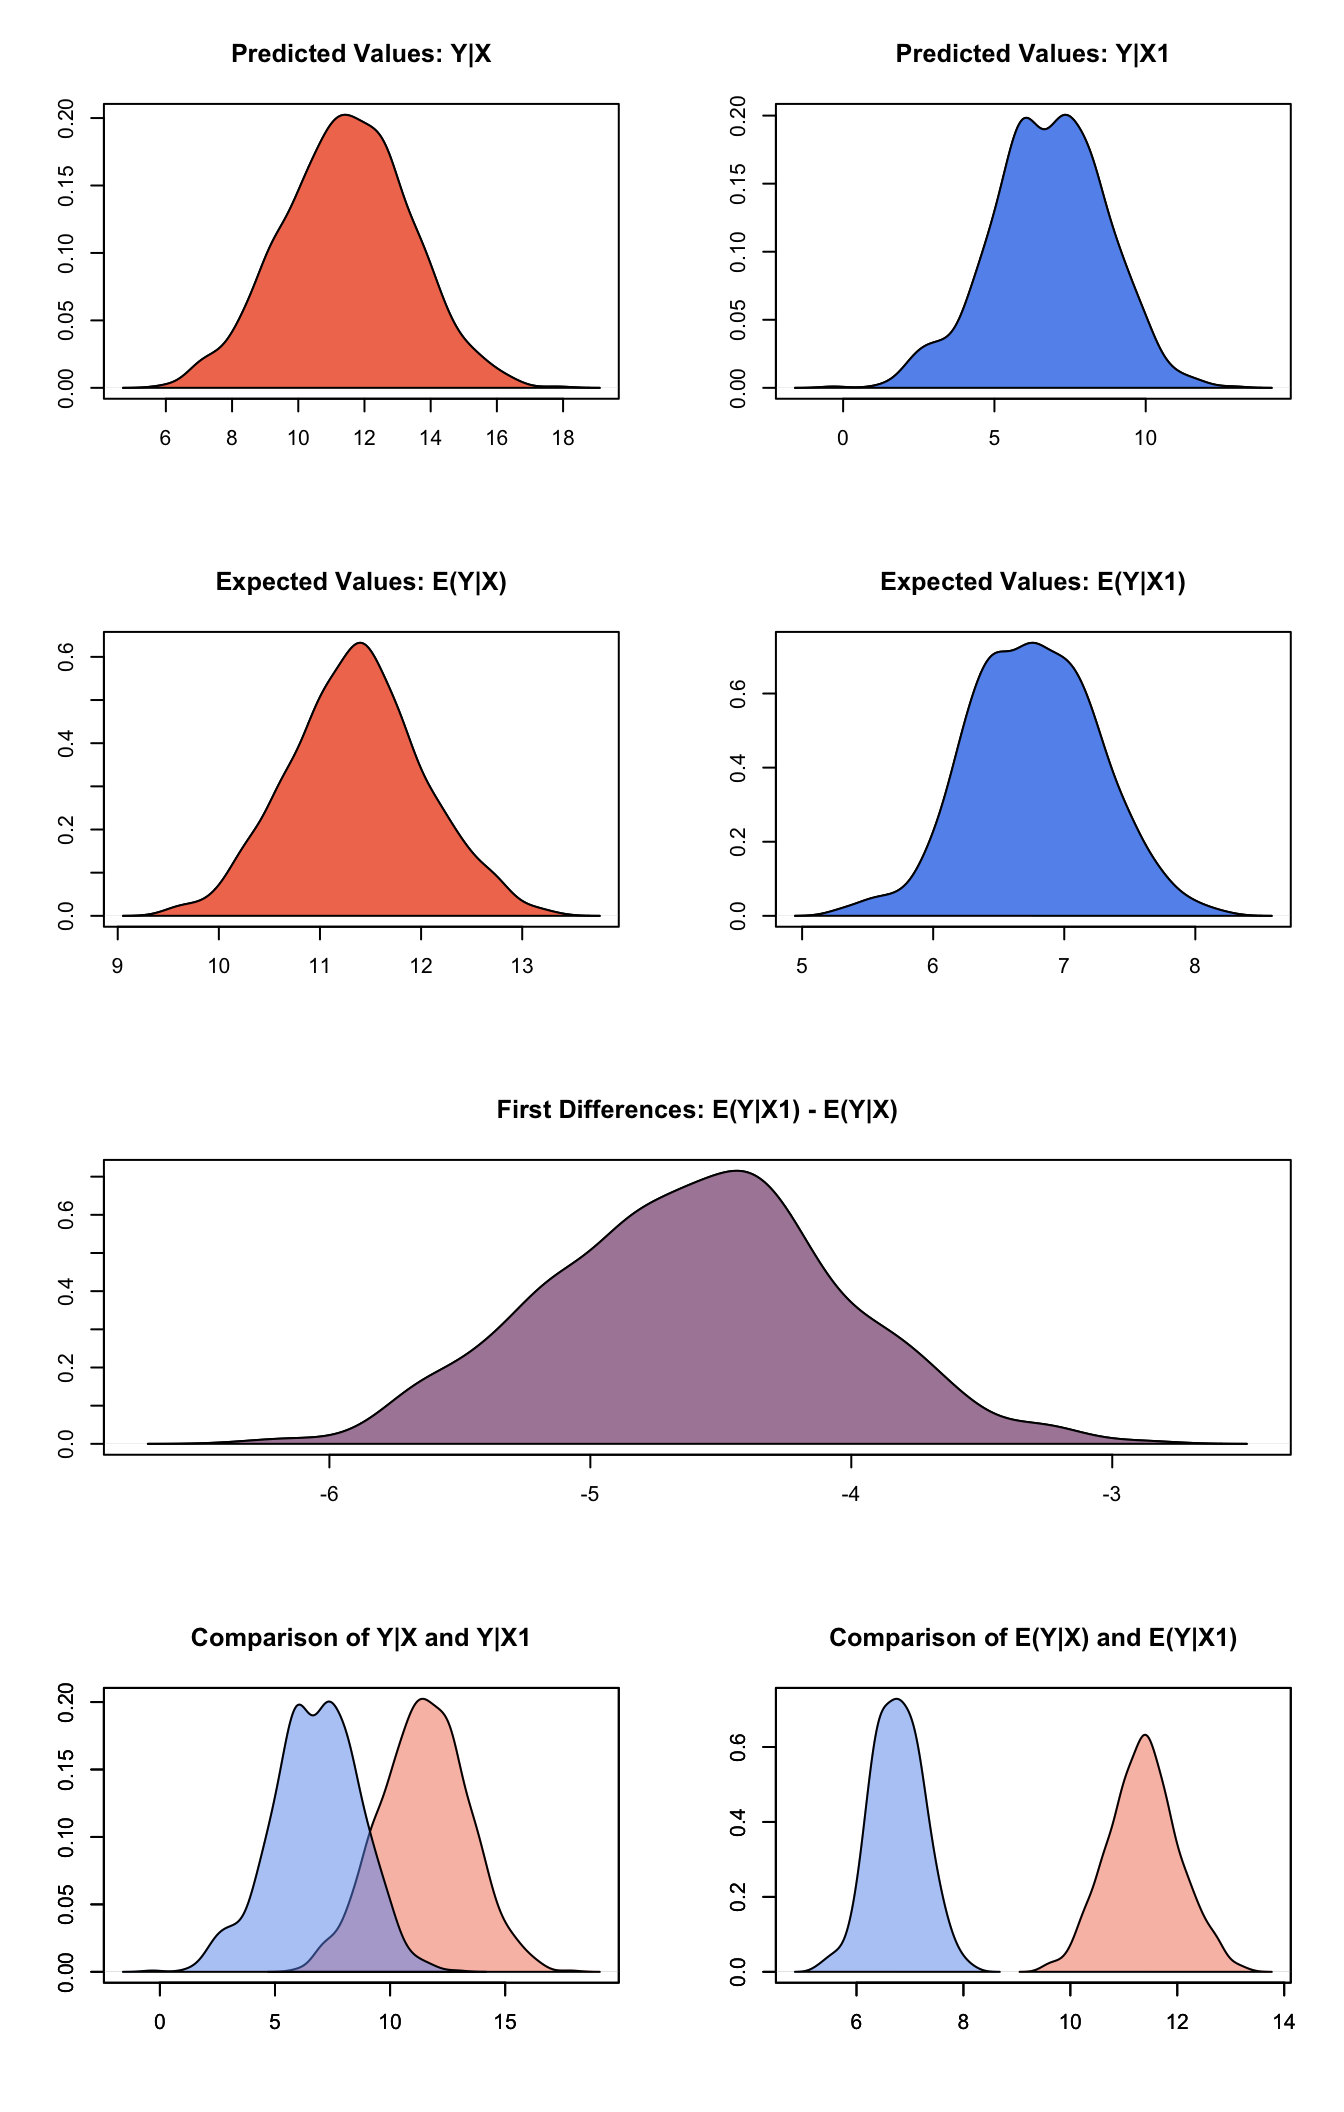 Predicted Values: Y|X
0.00 0.05 0.10 0.15 0.20
6 8 10 12 14 16 18
Predicted Values: Y|X1
0.00 0.05 0.10 0.15 0.20
0 5 10
Expected Values: E(Y|X)
0.0 0.2 0.4 0.6
9 10 11 12 13
Expected Values: E(Y|X1)
0.0 0.2 0.4 0.6
5 6 7 8
First Differences: E(Y|X1) - E(Y|X)
0.0 0.2 0.4 0.6
-6 -5 -4 -3
Comparison of Y|X and Y|X1
0.00 0.05 0.10 0.15 0.20
0 5 10 15
Comparison of E(Y|X) and E(Y|X1)
0.0 0.2 0.4 0.6
6 8 10 12 14